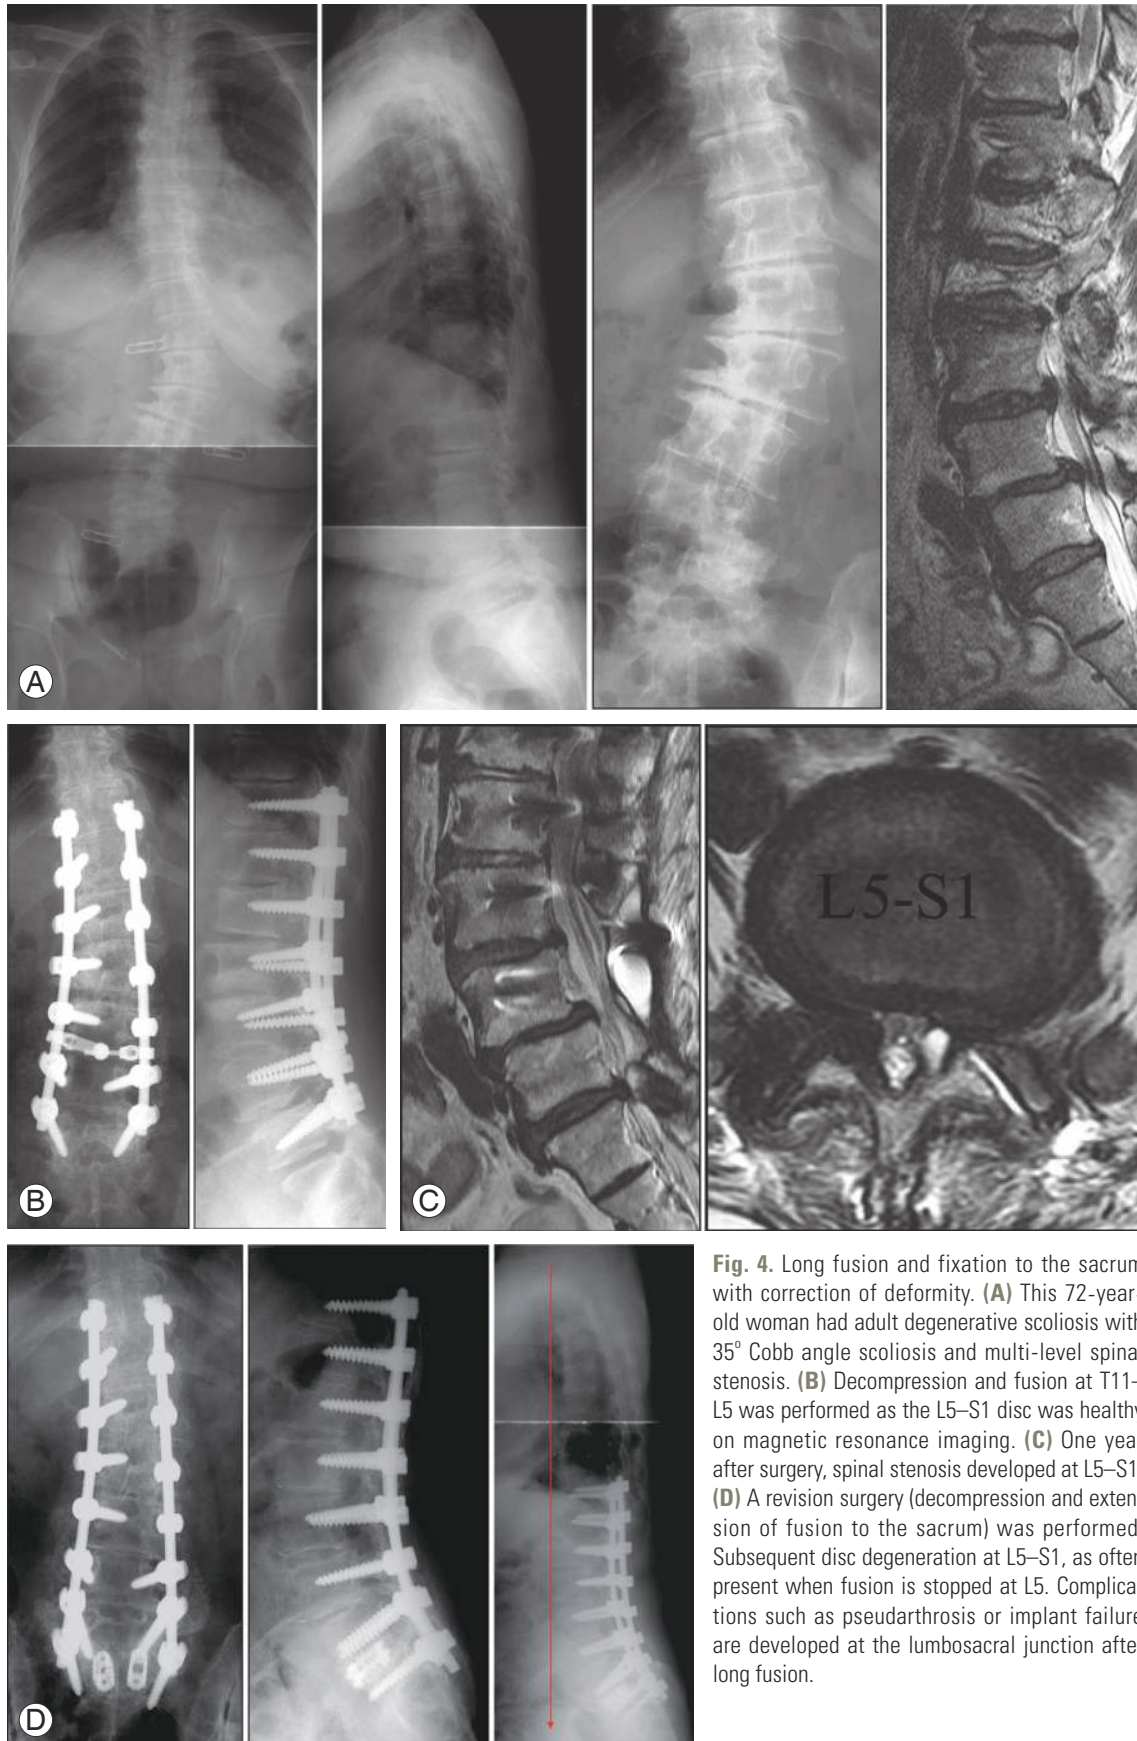 A
B
C
L5-S1
D
Fig. 4. Long fusion and fixation to the sacrum
with correction of deformity. (A) This 72-year-
old woman had adult degenerative scoliosis with
35° Cobb angle scoliosis and multi-level spina
stenosis. (B) Decompression and fusion at T11–
L5 was performed as the L5–S1 disc was healthy
on magnetic resonance imaging. (C) One yea
after surgery, spinal stenosis developed at L5–S1
(D) A revision surgery (decompression and exten
sion of fusion to the sacrum) was performed
Subsequent disc degeneration at L5–S1, as often
present when fusion is stopped at L5. Complica
tions such as pseudarthrosis or implant failure
are developed at the lumbosacral junction afte
long fusion.